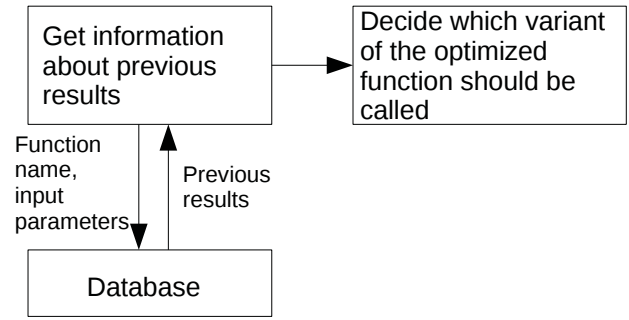 Get information
about previous
results
Decide which variant
of the optimized
function should be
called
Function
name,
input
parameters
Previous
results
Database